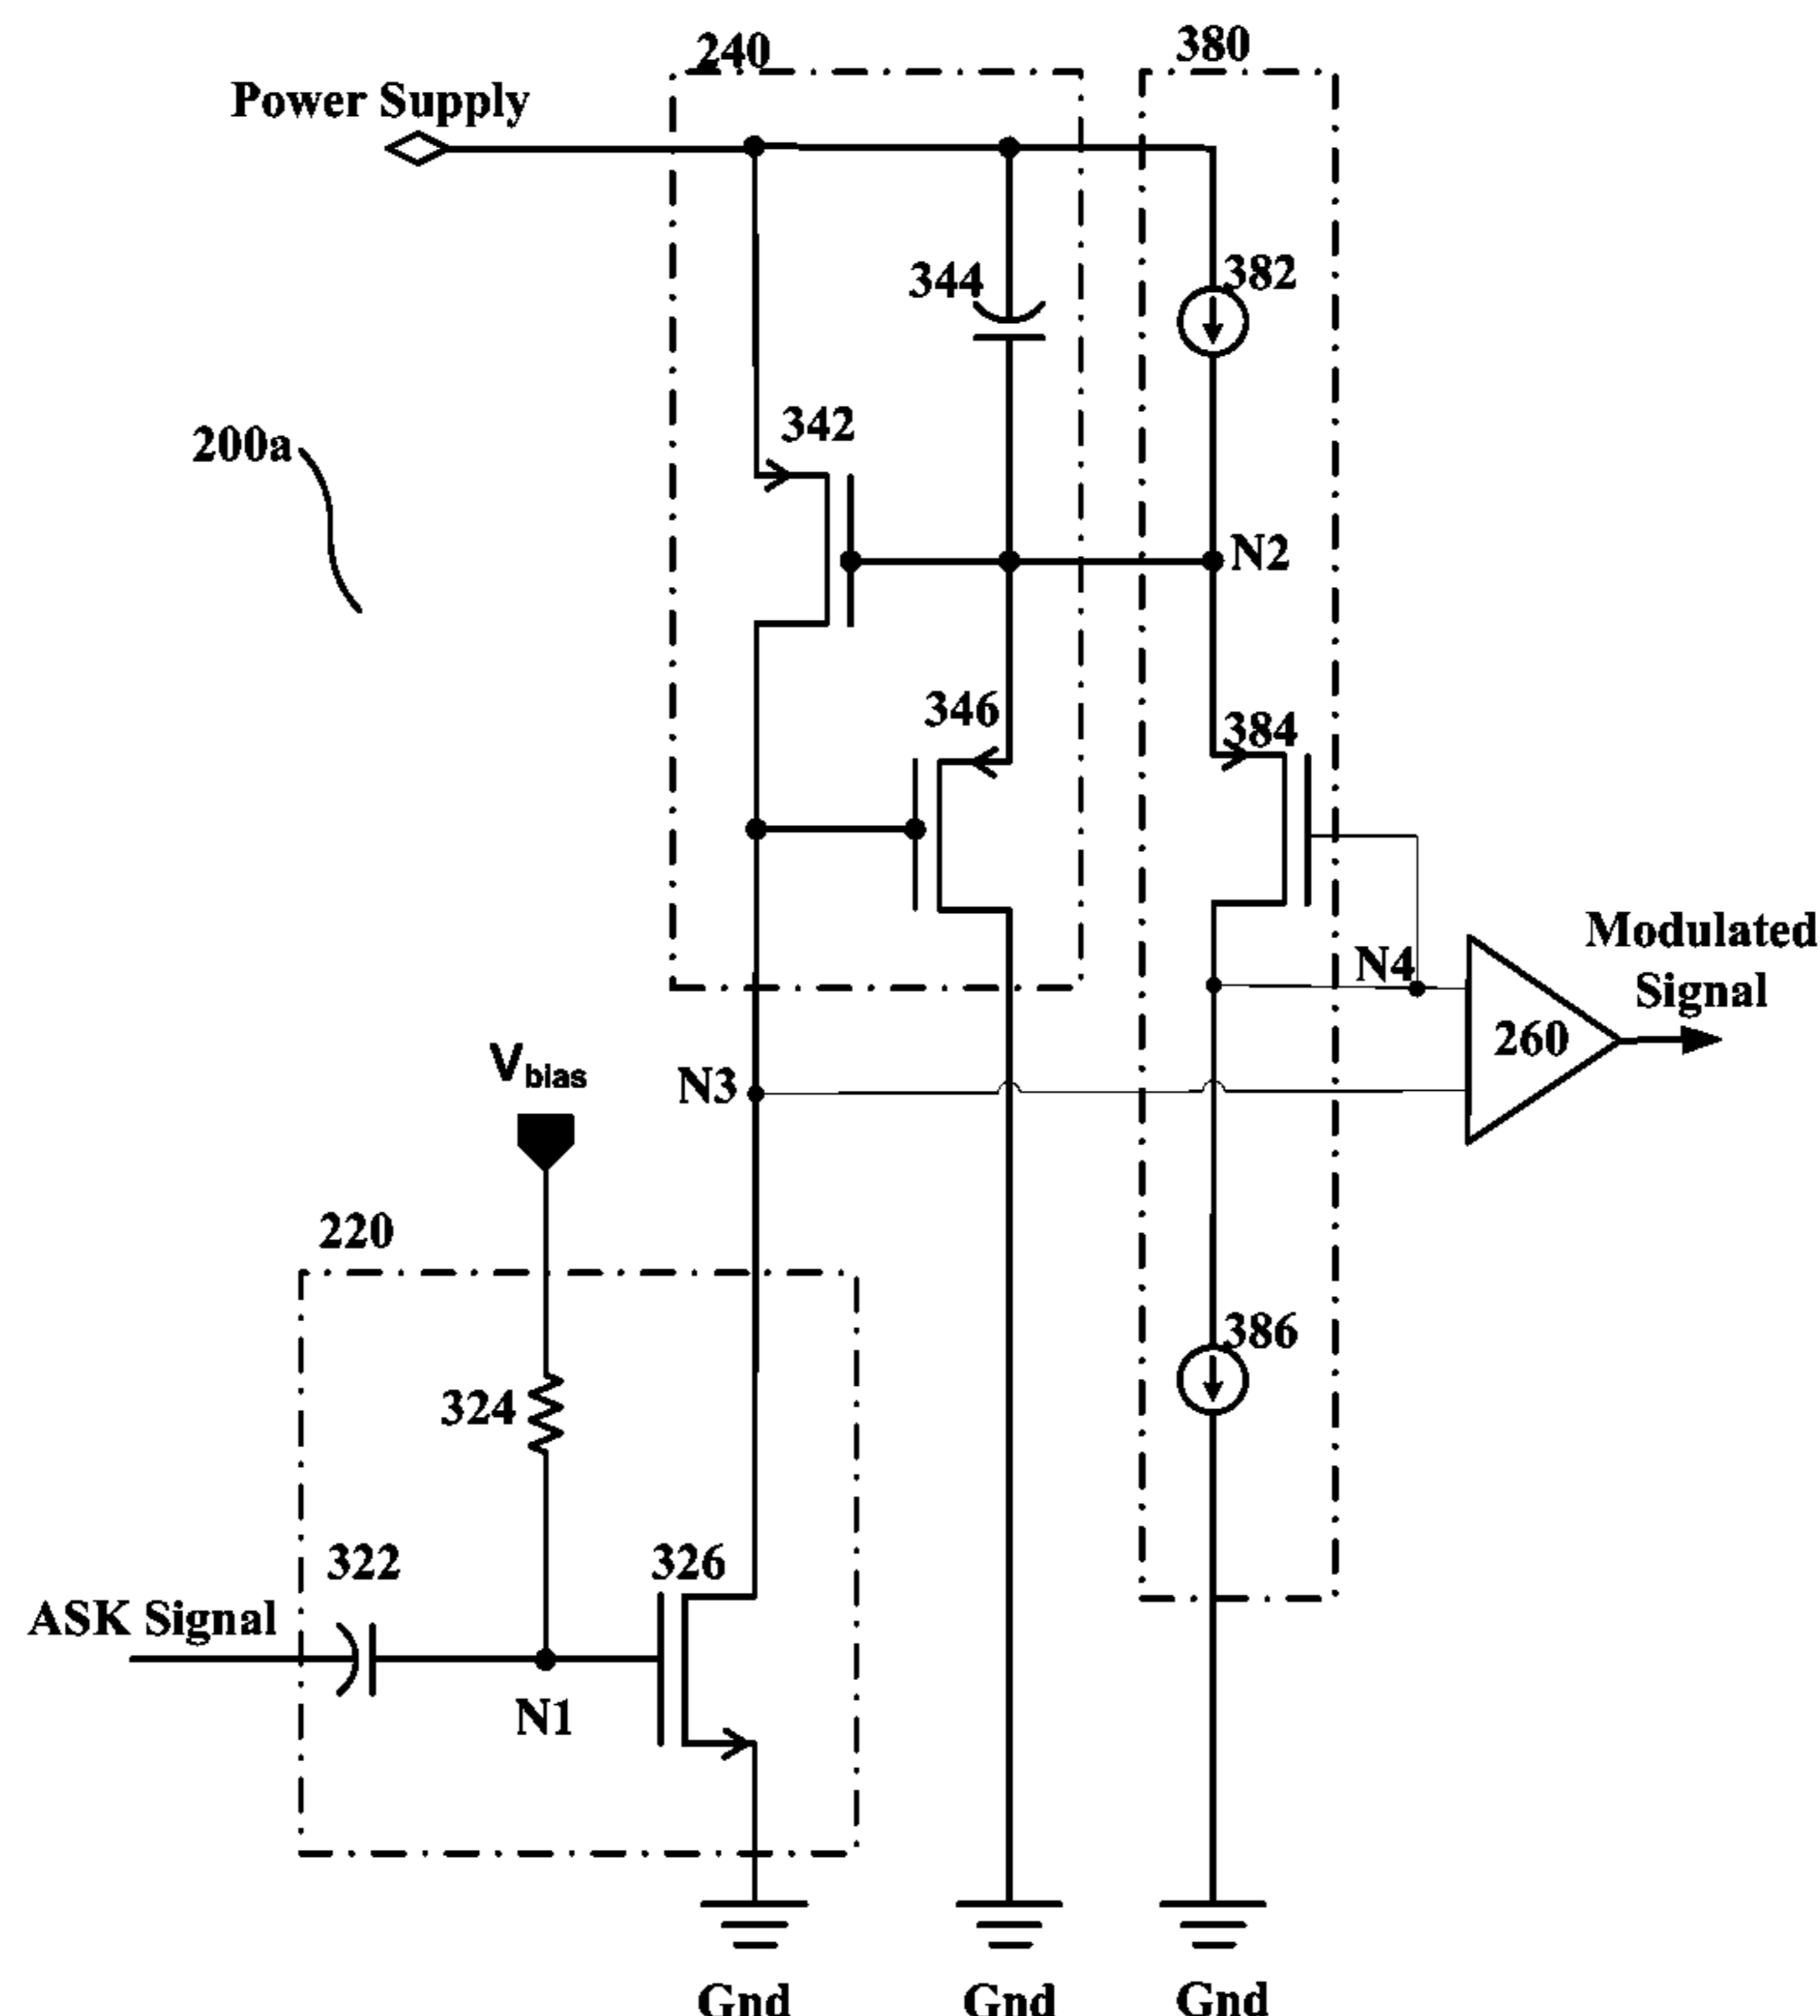 240
380
Power Supply
344
382
342
200a
N2
346
384
Modulated
Signal
N4
260
Vbias
N3
220
386
324
322
326
ASK Signal
N1
Gnd
Gnd
Gnd